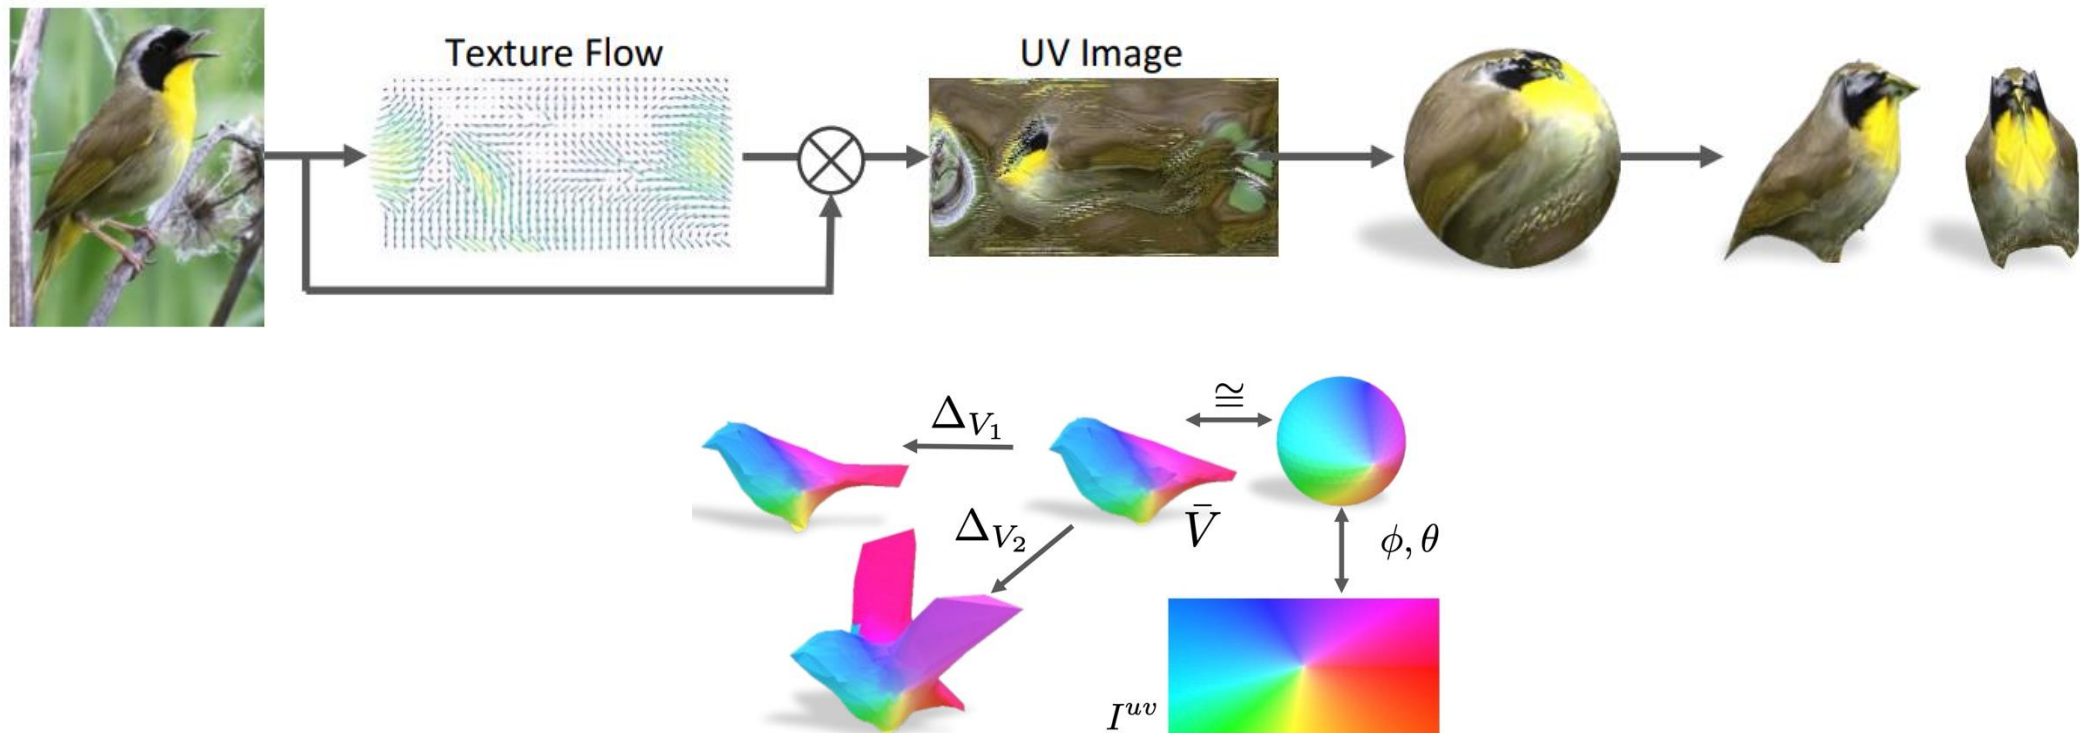 Texture Flow
UV Image
Δ_{V_1}
≅
Δ_{V_2}
V̄
ϕ, θ
I^{uv}